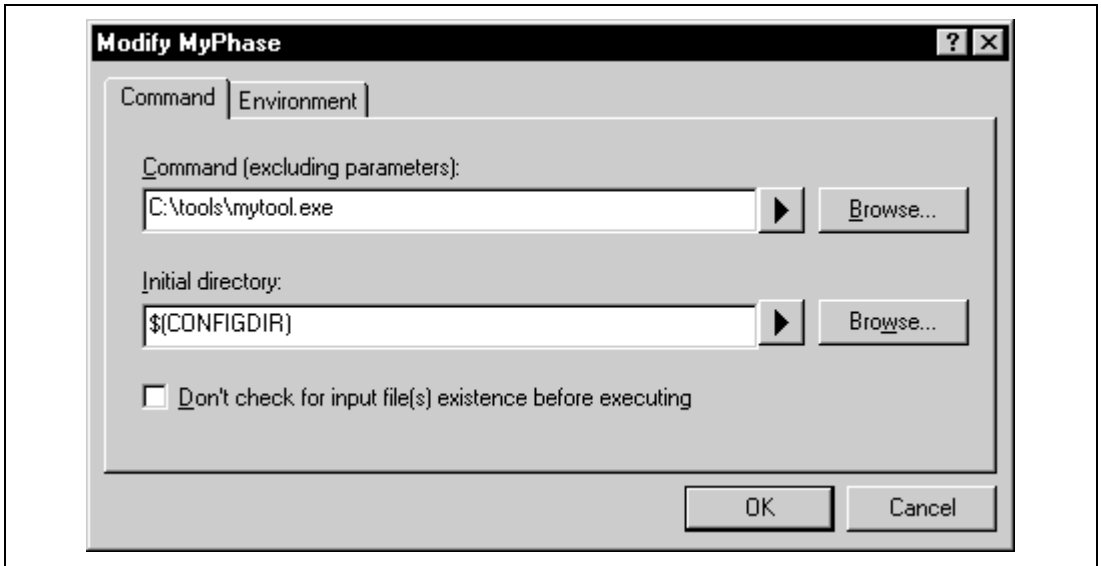 Modify MyPhase
Command Environment
Command (excluding parameters):
C:\tools\mytool.exe Browse...
Initial directory:
$(CONFIGDIR) Browse...
Don't check for input file(s) existence before executing
OK Cancel